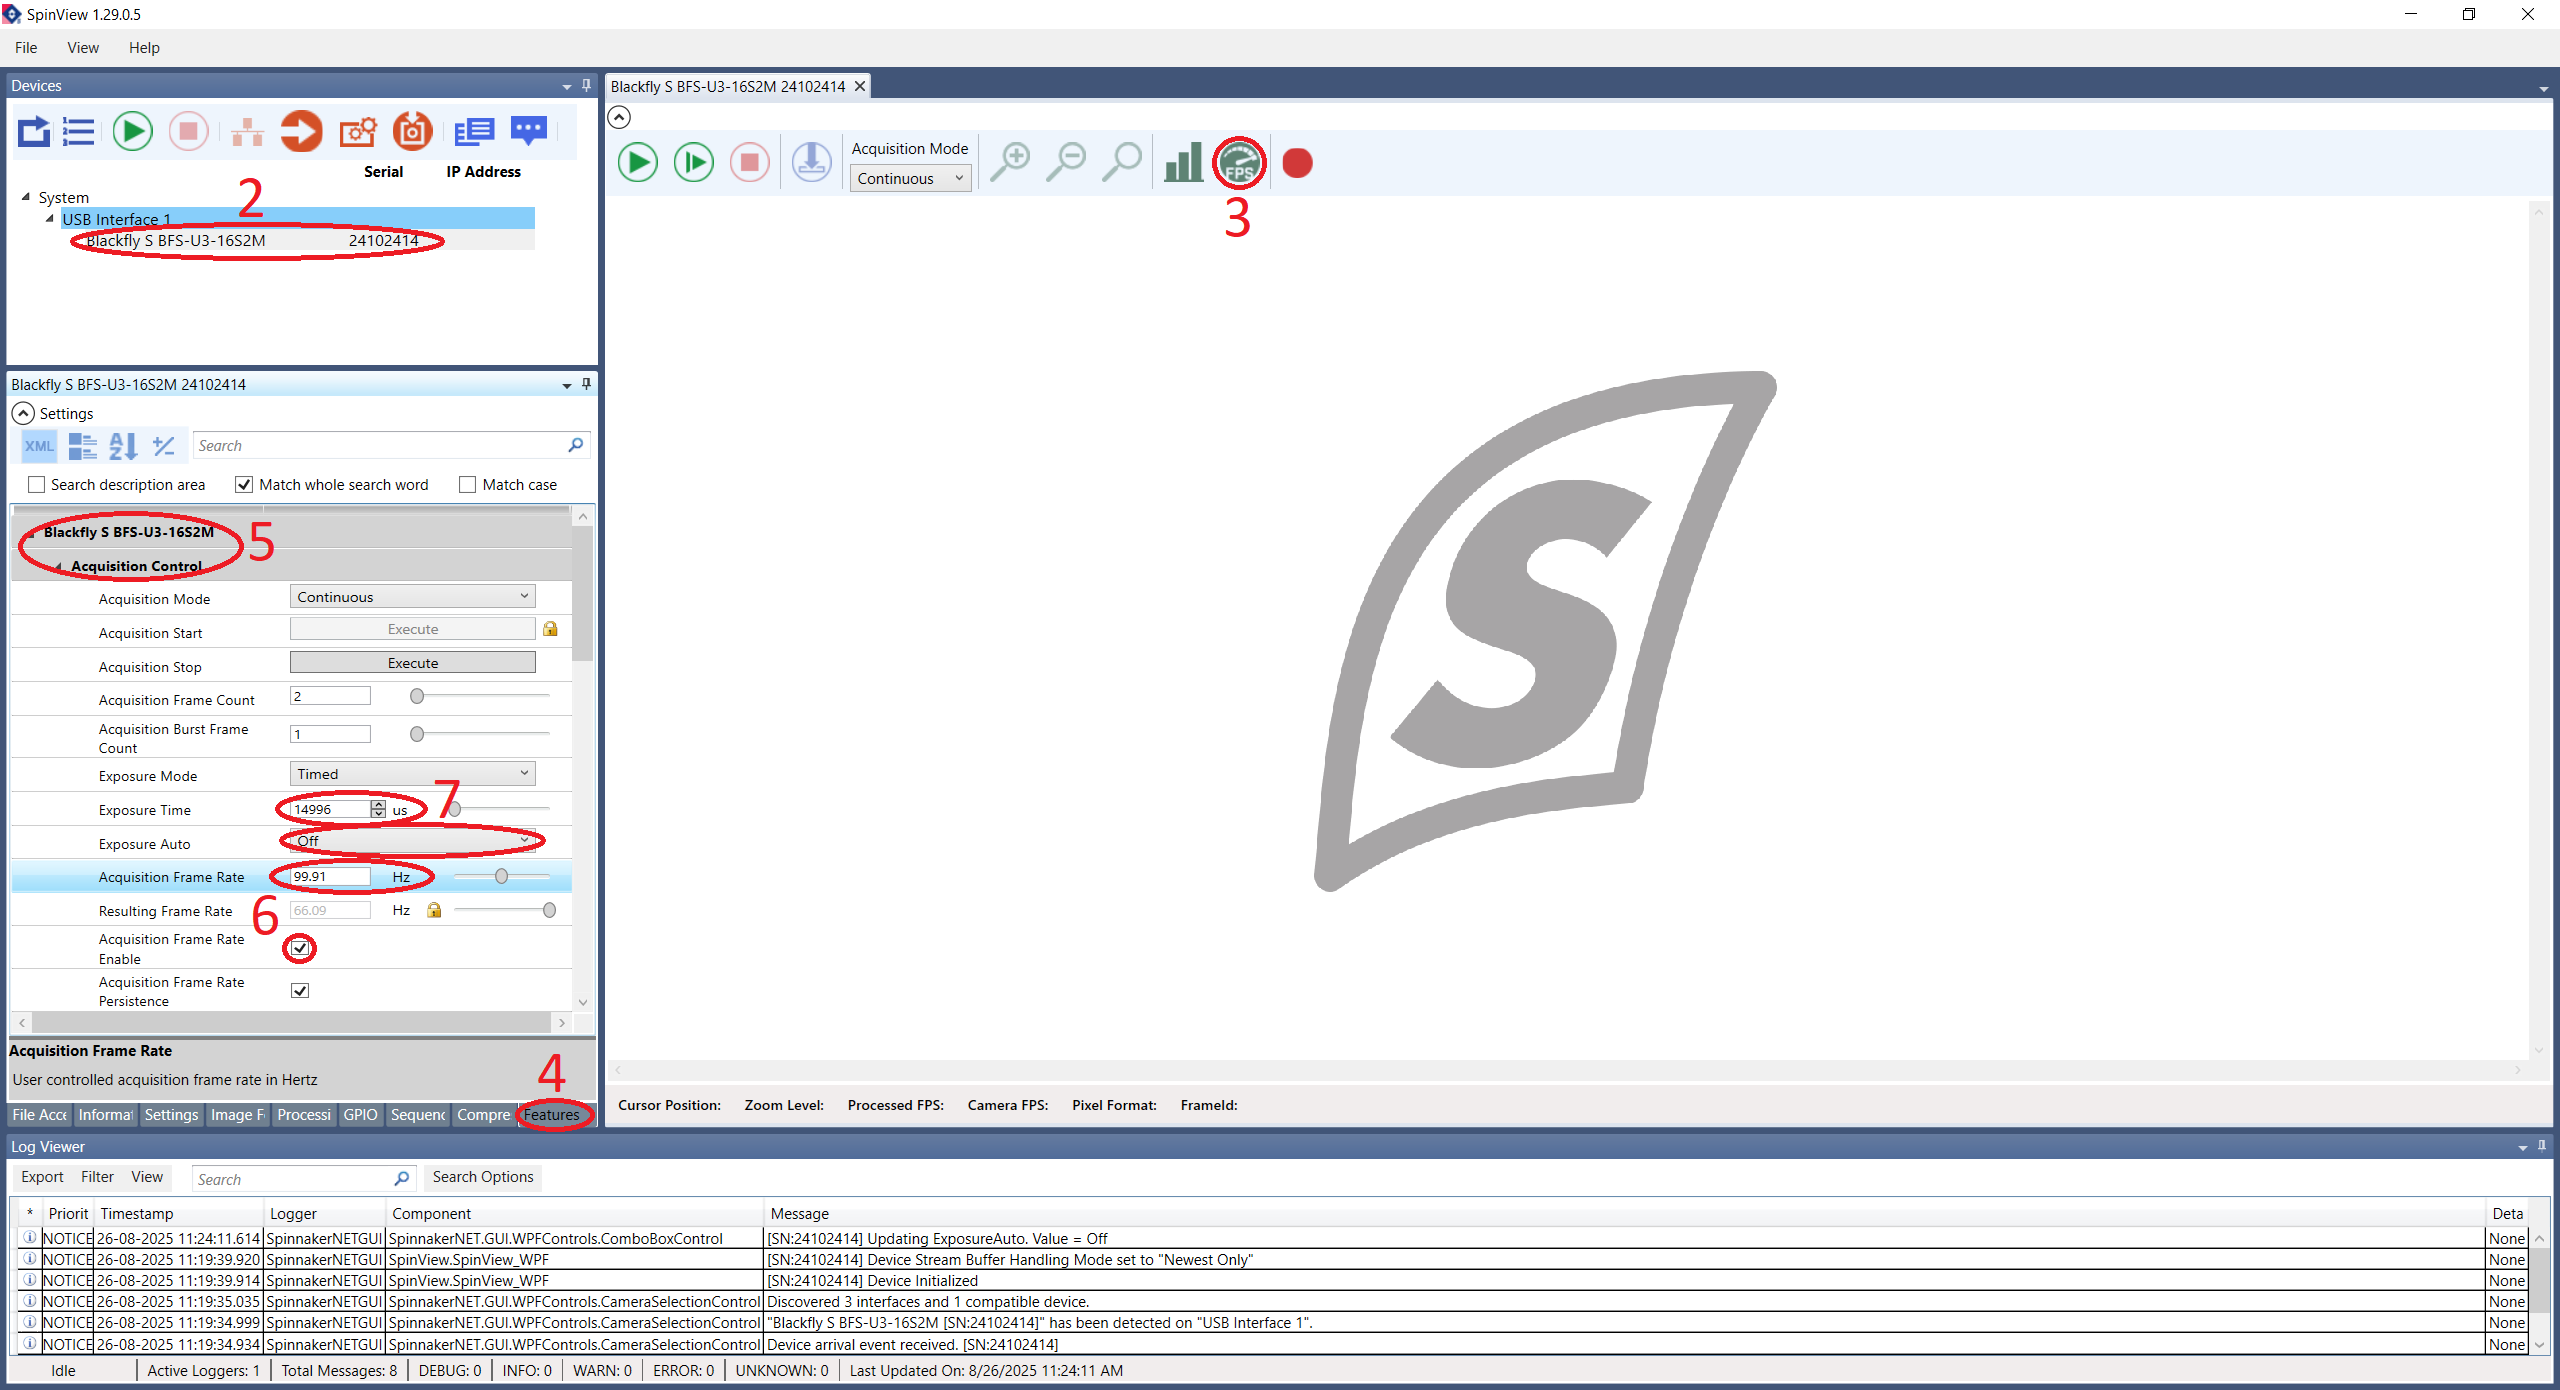 SpinView 1.29.0.5
File View Help
Devices
Serial IP Address
2
System
USB Interface 1
Blackfly S BFS-U3-16S2M 24102414
Blackfly S BFS-U3-16S2M 24102414
Settings
XML Search
Search description area Match whole search word Match case
Blackfly S BFS-U3-16S2M
5
Acquisition Control
Acquisition Mode Continuous
Acquisition Start Execute
Acquisition Stop Execute
Acquisition Frame Count 2
Acquisition Burst Frame Count 1
Exposure Mode Timed
7
Exposure Time 14996 us
Exposure Auto Off
Acquisition Frame Rate 99.91 Hz
6
Resulting Frame Rate 66.09 Hz
Acquisition Frame Rate Enable
Acquisition Frame Rate Persistence
Acquisition Frame Rate
User controlled acquisition frame rate in Hertz
4
File Acce Informat Settings Image F Processi GPIO Sequenc Compre Features
Blackfly S BFS-U3-16S2M 24102414
Acquisition Mode
Continuous
FPS
3
S
Cursor Position: Zoom Level: Processed FPS: Camera FPS: Pixel Format: FrameId:
Log Viewer
Export Filter View Search Search Options
* Priorit Timestamp Logger Component Message Deta
NOTICE 26-08-2025 11:24:11.614 SpinnakerNETGUI SpinnakerNET.GUI.WPFControls.ComboBoxControl [SN:24102414] Updating ExposureAuto. Value = Off None
NOTICE 26-08-2025 11:19:39.920 SpinnakerNETGUI SpinView.SpinView_WPF [SN:24102414] Device Stream Buffer Handling Mode set to "Newest Only" None
NOTICE 26-08-2025 11:19:39.914 SpinnakerNETGUI SpinView.SpinView_WPF [SN:24102414] Device Initialized None
NOTICE 26-08-2025 11:19:35.035 SpinnakerNETGUI SpinnakerNET.GUI.WPFControls.CameraSelectionControl Discovered 3 interfaces and 1 compatible device. None
NOTICE 26-08-2025 11:19:34.999 SpinnakerNETGUI SpinnakerNET.GUI.WPFControls.CameraSelectionControl "Blackfly S BFS-U3-16S2M [SN:24102414]" has been detected on "USB Interface 1". None
NOTICE 26-08-2025 11:19:34.934 SpinnakerNETGUI SpinnakerNET.GUI.WPFControls.CameraSelectionControl Device arrival event received. [SN:24102414] None
Idle Active Loggers: 1 Total Messages: 8 DEBUG: 0 INFO: 0 WARN: 0 ERROR: 0 UNKNOWN: 0 Last Updated On: 8/26/2025 11:24:11 AM